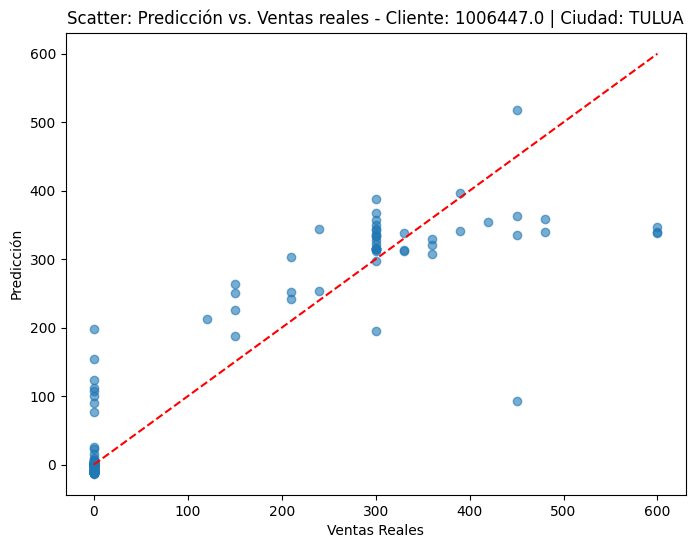 Scatter: Predicción vs. Ventas reales - Cliente: 1006447.0 | Ciudad: TULUA
600
500
400
300
200
100
0
Predicción
0 100 200 300 400 500 600
Ventas Reales